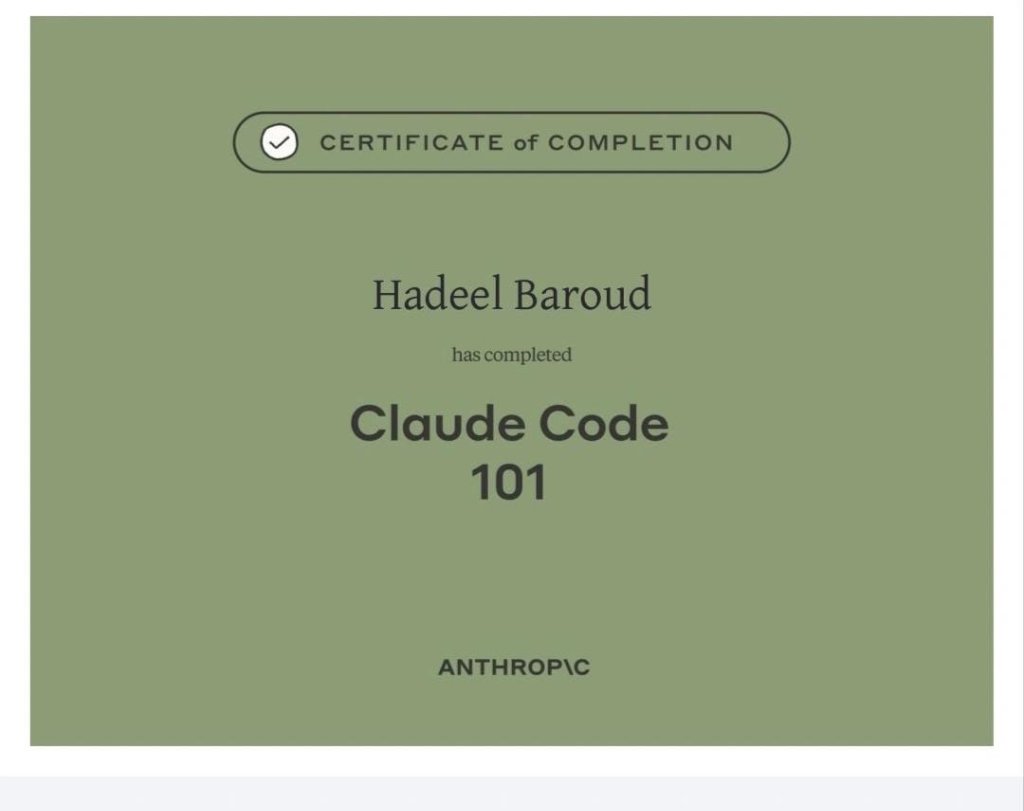 CERTIFICATE of COMPLETION
Hadeel Baroud
has completed
Claude Code
101
ANTHROP\C